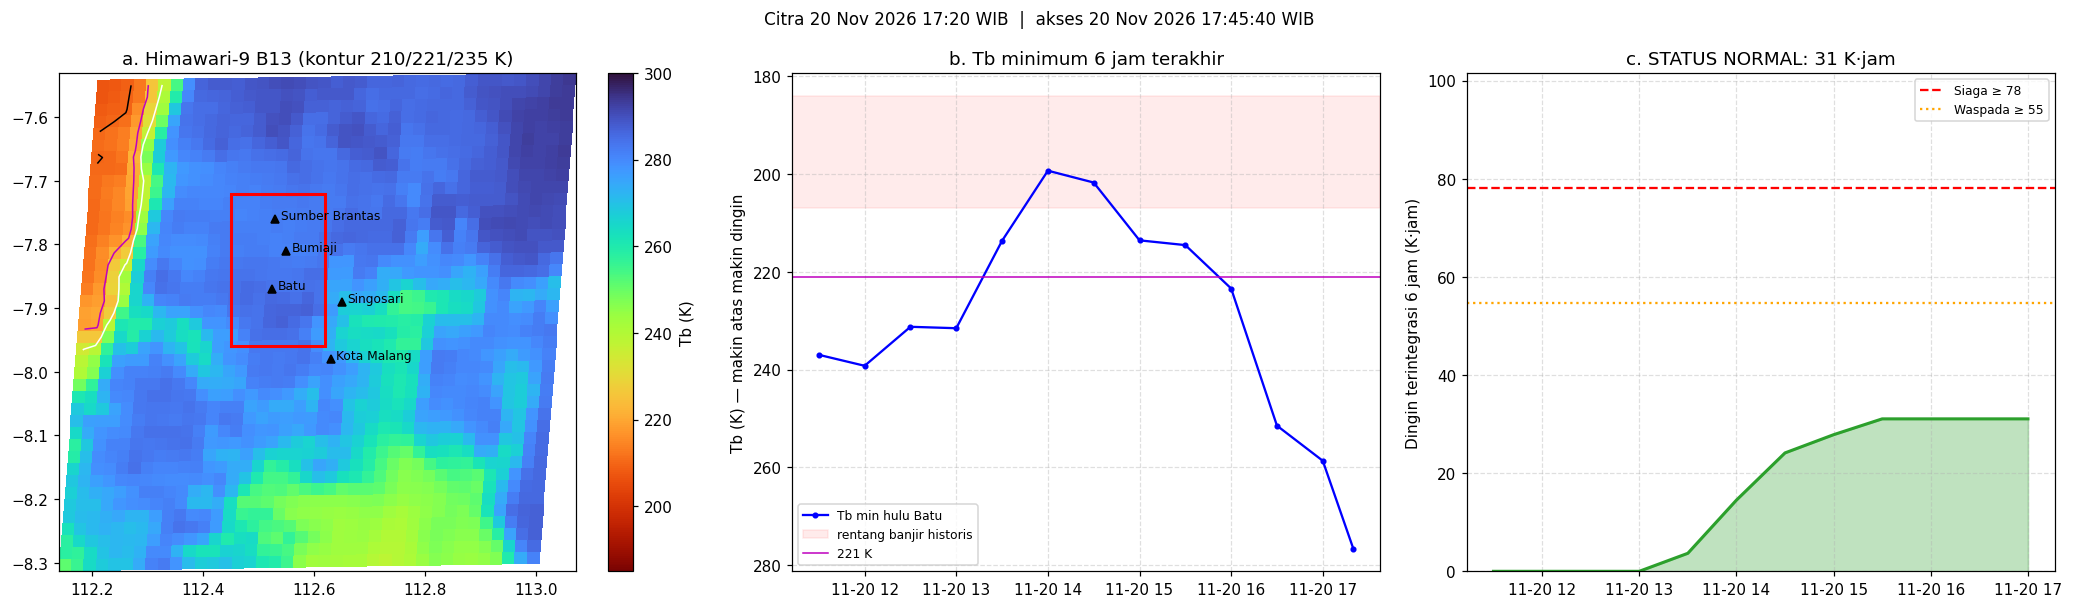 Citra 20 Nov 2026 17:20 WIB  |  akses 20 Nov 2026 17:45:40 WIB
a. Himawari-9 B13 (kontur 210/221/235 K)
−7.6
−7.7
−7.8
−7.9
−8.0
−8.1
−8.2
−8.3
112.2
112.4
112.6
112.8
113.0
Sumber Brantas
Bumiaji
Batu
Singosari
Kota Malang
300
280
260
240
220
200
Tb (K)
b. Tb minimum 6 jam terakhir
Tb (K) — makin atas makin dingin
180
200
220
240
260
280
11-20 12
11-20 13
11-20 14
11-20 15
11-20 16
11-20 17
Tb min hulu Batu
rentang banjir historis
221 K
c. STATUS NORMAL: 31 K·jam
Dingin terintegrasi 6 jam (K·jam)
100
80
60
40
20
0
11-20 12
11-20 13
11-20 14
11-20 15
11-20 16
11-20 17
Siaga ≥ 78
Waspada ≥ 55